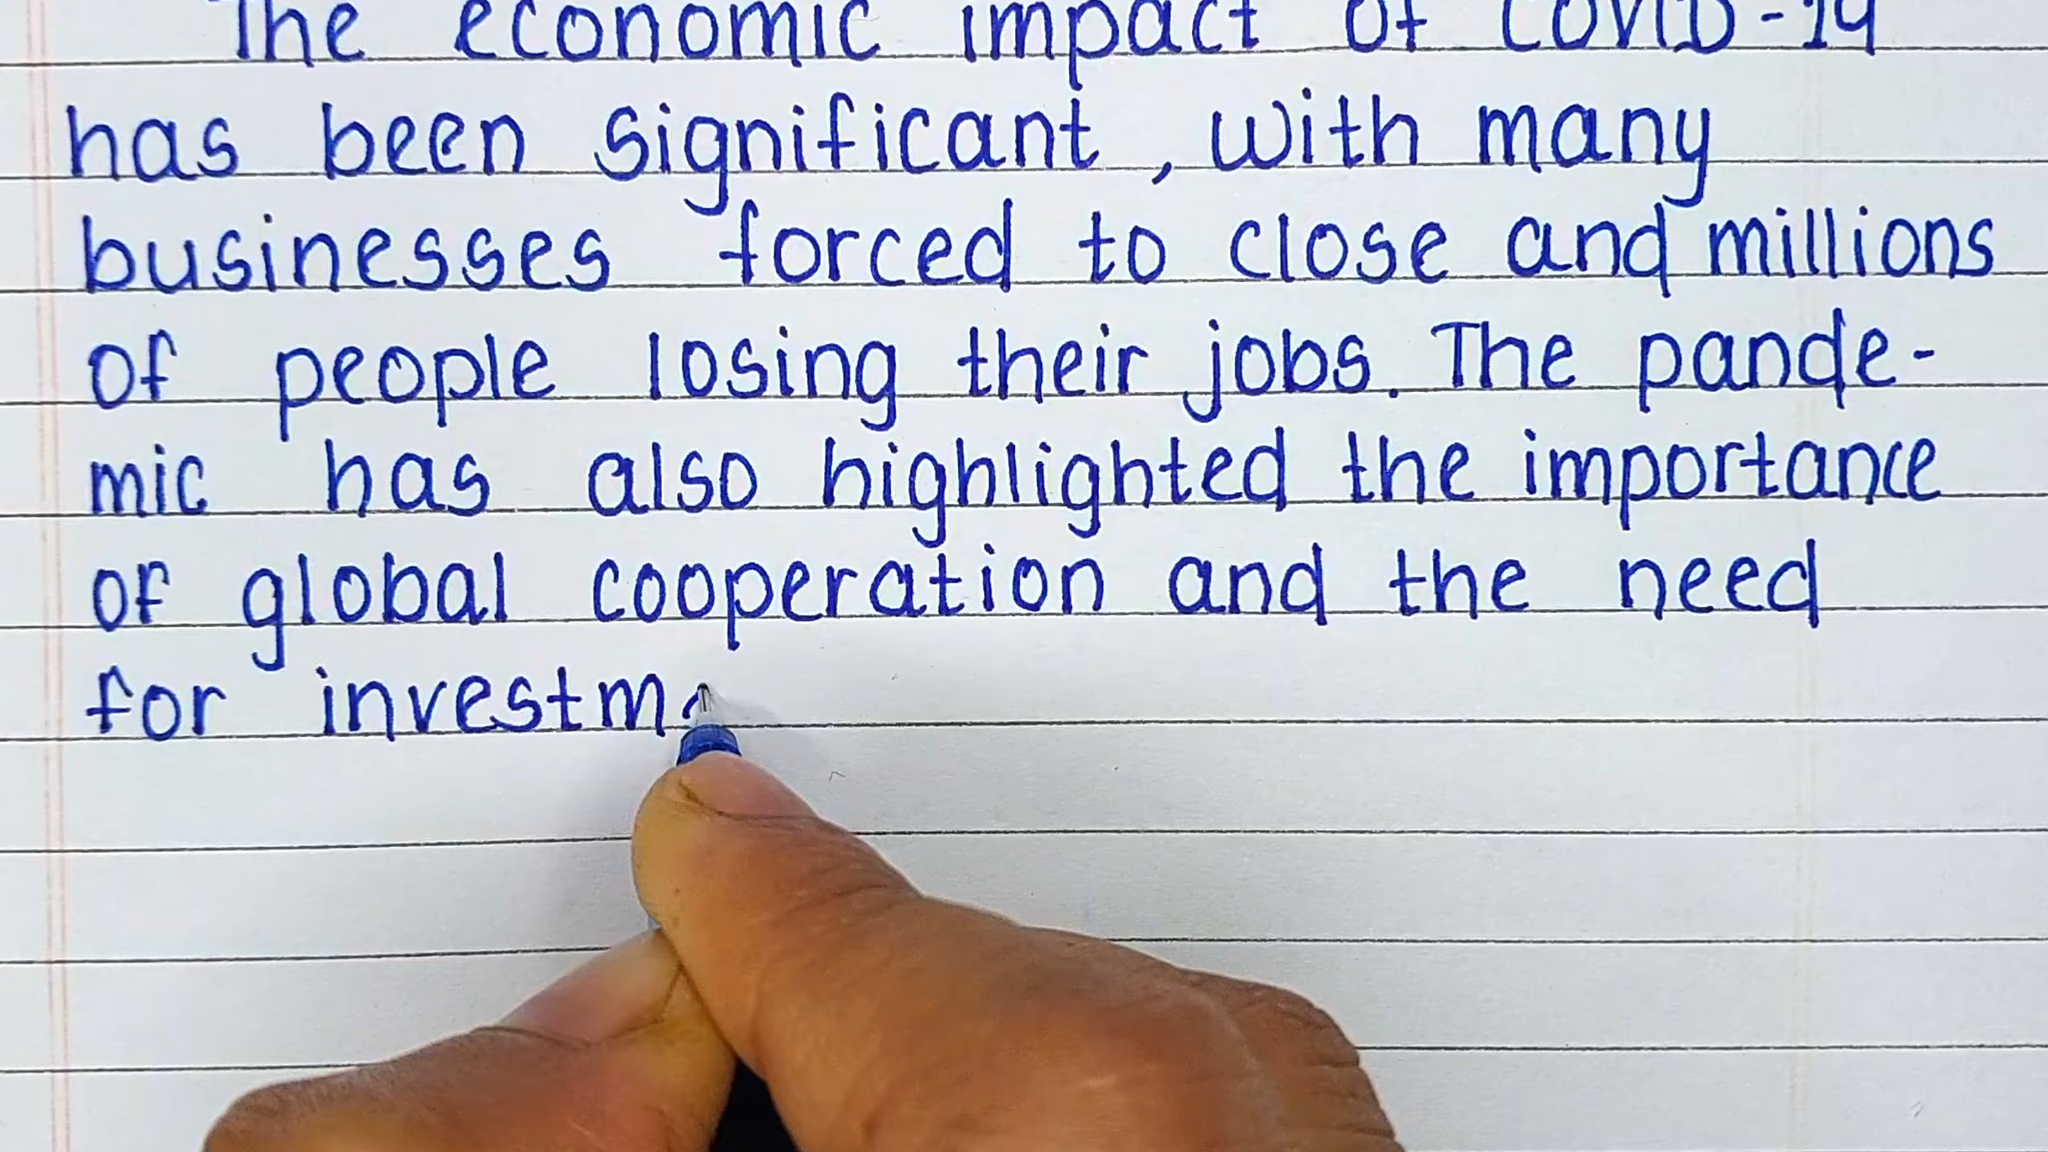 The economic impact of COVID-19
has been significant, with many
businesses forced to close and millions
of people losing their jobs. The pande-
mic has also highlighted the importance
of global cooperation and the need
for investm